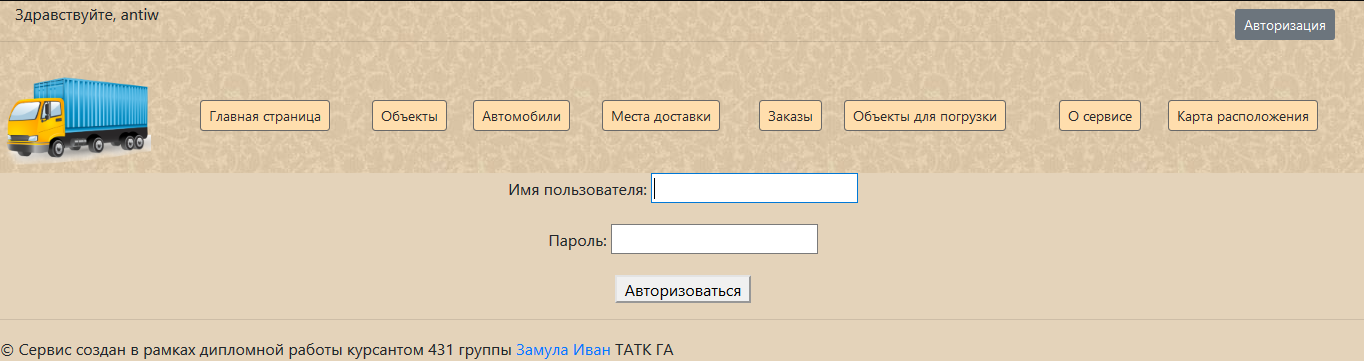 Здравствуйте, antiw
Авторизация
Главная страница Объекты Автомобили Места доставки Заказы Объекты для погрузки О сервисе Карта расположения
Имя пользователя:
Пароль:
Авторизоваться
© Сервис создан в рамках дипломной работы курсантом 431 группы Замула Иван ТАТК ГА